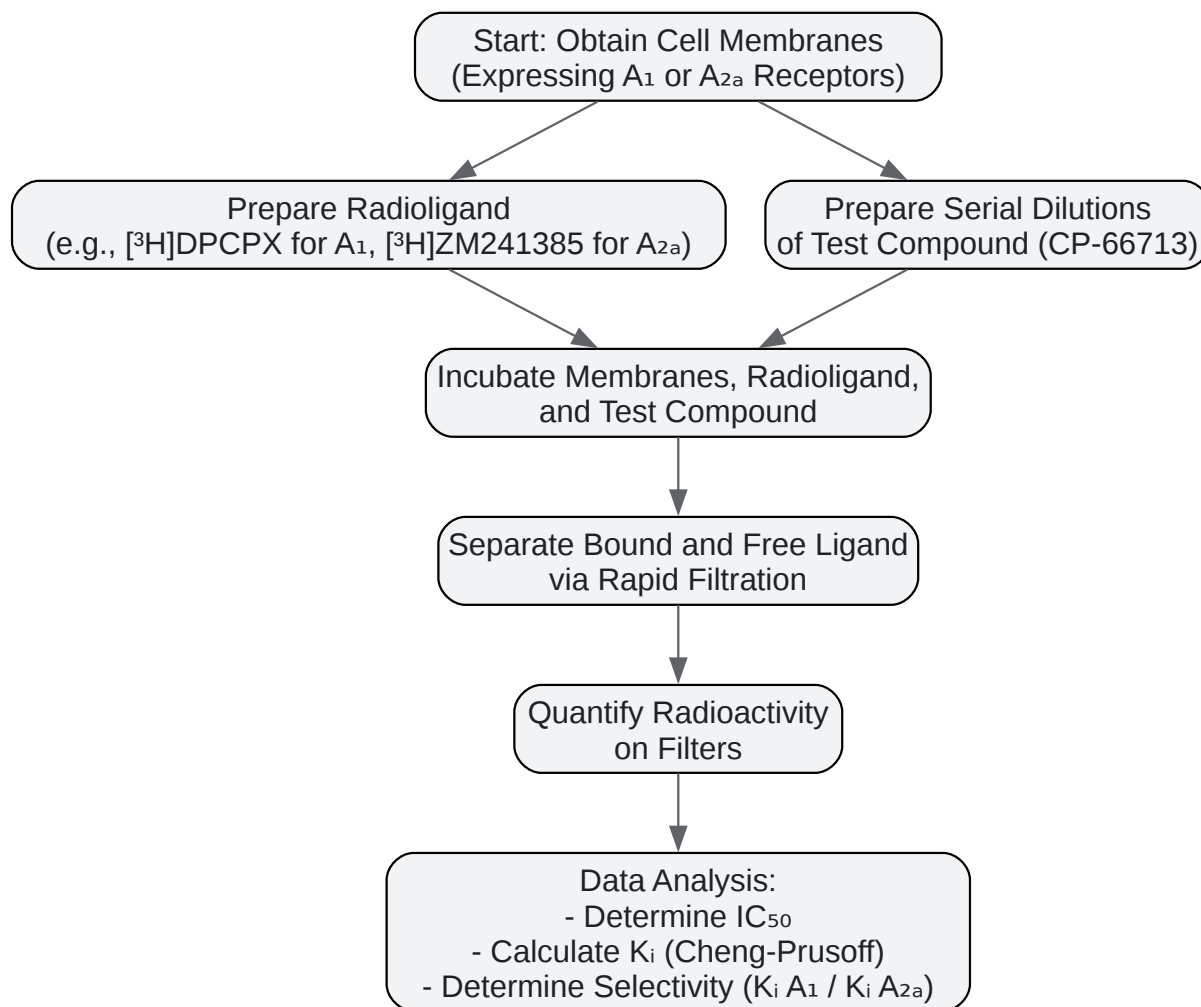 Start: Obtain Cell Membranes
(Expressing A₁ or A₂ₐ Receptors)
Prepare Radioligand
(e.g., [³H]DPCPX for A₁, [³H]ZM241385 for A₂ₐ)
Prepare Serial Dilutions
of Test Compound (CP-66713)
Incubate Membranes, Radioligand,
and Test Compound
Separate Bound and Free Ligand
via Rapid Filtration
Quantify Radioactivity
on Filters
Data Analysis:
- Determine IC₅₀
- Calculate Kᵢ (Cheng-Prusoff)
- Determine Selectivity (Kᵢ A₁ / Kᵢ A₂ₐ)